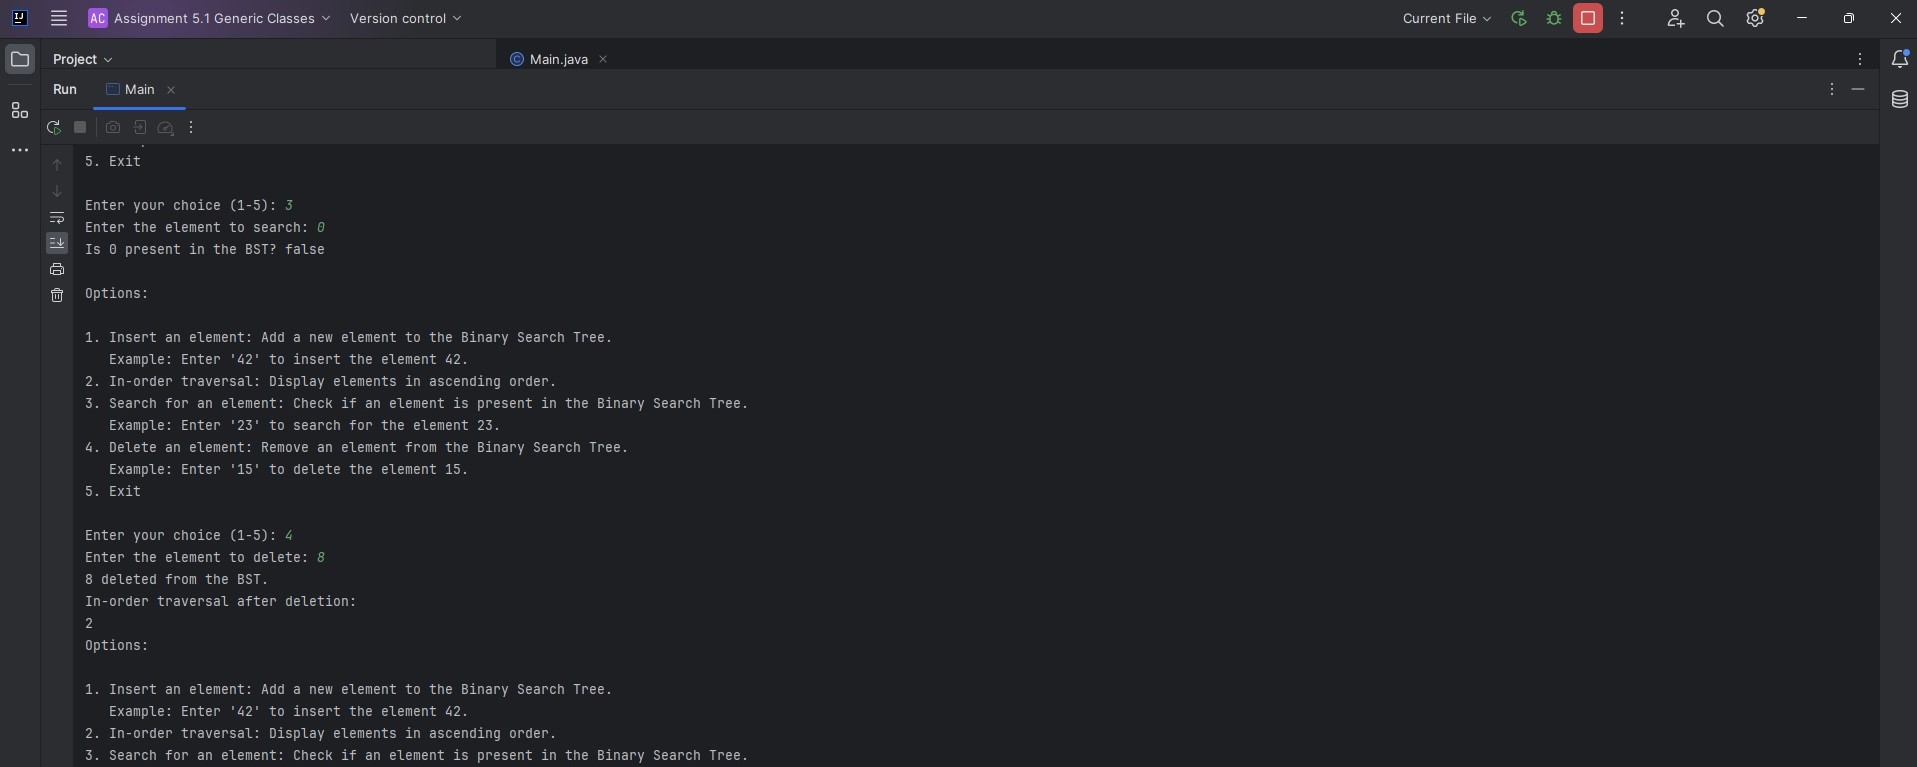 AC Assignment 5.1 Generic Classes Version control Current File
Project Main.java
Run Main
5. Exit
Enter your choice (1-5): 3
Enter the element to search: 0
Is 0 present in the BST? false
Options:
1. Insert an element: Add a new element to the Binary Search Tree.
Example: Enter '42' to insert the element 42.
2. In-order traversal: Display elements in ascending order.
3. Search for an element: Check if an element is present in the Binary Search Tree.
Example: Enter '23' to search for the element 23.
4. Delete an element: Remove an element from the Binary Search Tree.
Example: Enter '15' to delete the element 15.
5. Exit
Enter your choice (1-5): 4
Enter the element to delete: 8
8 deleted from the BST.
In-order traversal after deletion:
2
Options:
1. Insert an element: Add a new element to the Binary Search Tree.
Example: Enter '42' to insert the element 42.
2. In-order traversal: Display elements in ascending order.
3. Search for an element: Check if an element is present in the Binary Search Tree.